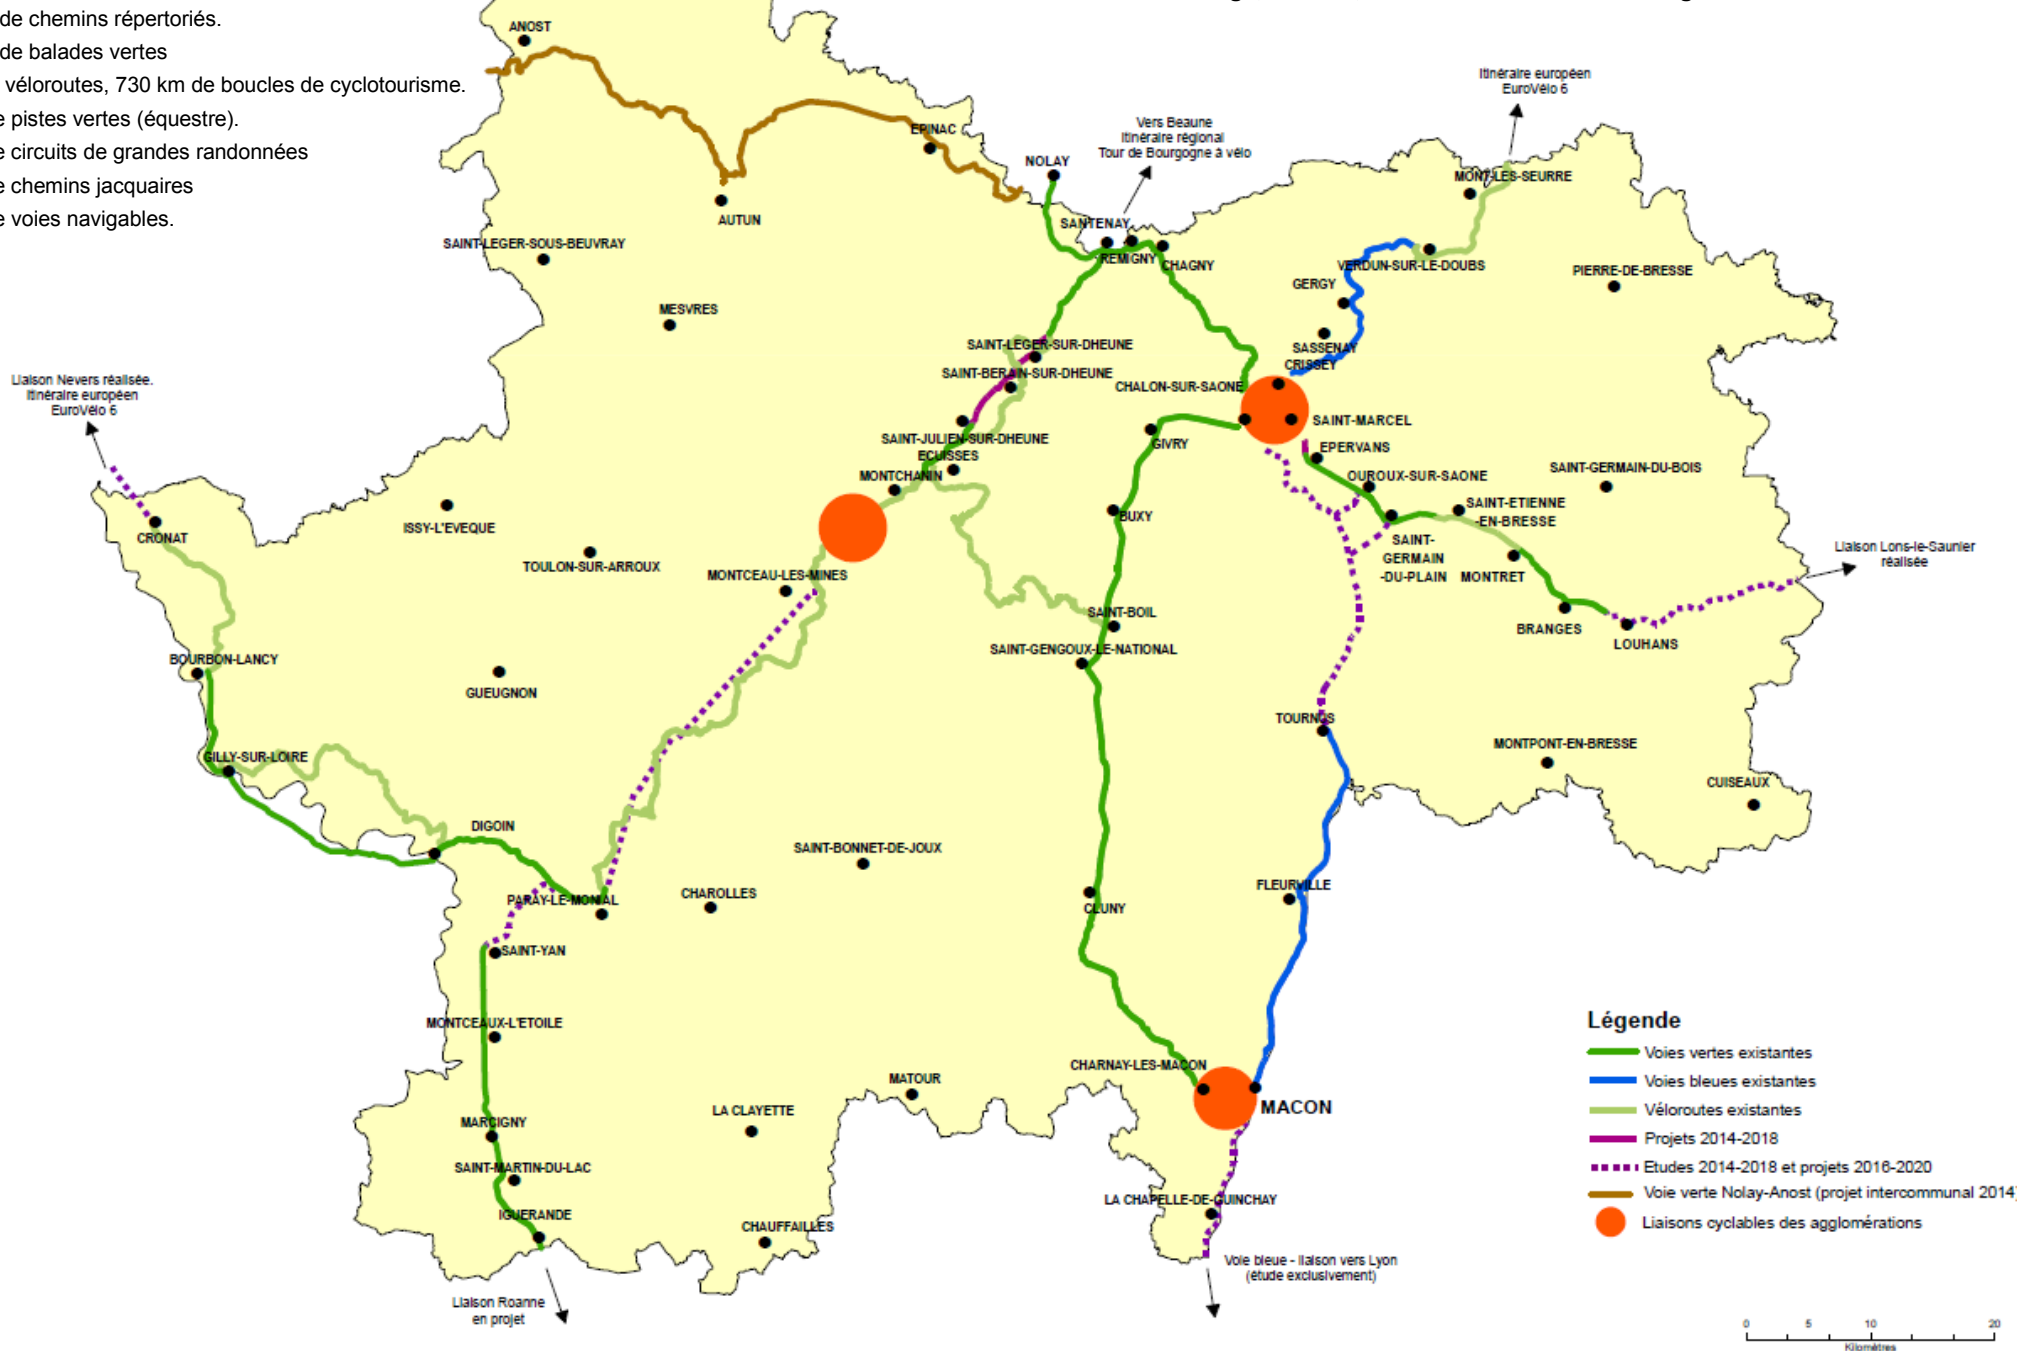 de chemins répertoriés.
de balades vertes
véloroutes, 730 km de boucles de cyclotourisme.
pistes vertes (équestre).
circuits de grandes randonnées
chemins jacquaires
voies navigables.
ANOST
EPINAC
AUTUN
NOLAY
Vers Beaune
Itinéraire régional
Tour de Bourgogne à vélo
Itinéraire européen
EuroVélo 6
MONT-LES-SEURRE
SANTENAY
REMIGNY
CHAGNY
SAINT-LEGER-SOUS-BEUVRAY
MESVRES
VERDUN-SUR-LE-DOUBS
GERGY
PIERRE-DE-BRESSE
SASSENAY
CRISSEY
SAINT-LEGER-SUR-DHEUNE
SAINT-BERAIN-SUR-DHEUNE
CHALON-SUR-SAONE
SAINT-MARCEL
Liaison Nevers réalisée.
Itinéraire européen
EuroVélo 6
SAINT-JULIEN-SUR-DHEUNE
ECUISSES
MONTCHANIN
GIVRY
EPERVANS
OUROUX-SUR-SAONE
SAINT-GERMAIN-DU-BOIS
SAINT-ETIENNE
-EN-BRESSE
BUXY
SAINT-
GERMAIN
-DU-PLAIN
MONTRET
CRONAT
ISSY-L'EVEQUE
TOULON-SUR-ARROUX
MONTCEAU-LES-MINES
Liaison Lons-le-Saunier
réalisée
SAINT-BOIL
SAINT-GENGOUX-LE-NATIONAL
BRANGES
LOUHANS
BOURBON-LANCY
GUEUGNON
TOURNUS
MONTPONT-EN-BRESSE
CUISEAUX
GILLY-SUR-LOIRE
DIGOIN
SAINT-BONNET-DE-JOUX
PARAY-LE-MONIAL
CHAROLLES
CLUNY
FLEURVILLE
SAINT-YAN
MONTCEAUX-L'ETOILE
CHARNAY-LES-MACON
MATOUR
MACON
LA CLAYETTE
MARCIGNY
SAINT-MARTIN-DU-LAC
IGUERANDE
CHAUFFAILLES
LA CHAPELLE-DE-GUINCHAY
Liaison Roanne
en projet
Voie bleue - liaison vers Lyon
(étude exclusivement)
Légende
Voies vertes existantes
Voies bleues existantes
Véloroutes existantes
Projets 2014-2018
Etudes 2014-2018 et projets 2016-2020
Voie verte Nolay-Anost (projet intercommunal 2014)
Liaisons cyclables des agglomérations
0 5 10 20
Kilomètres